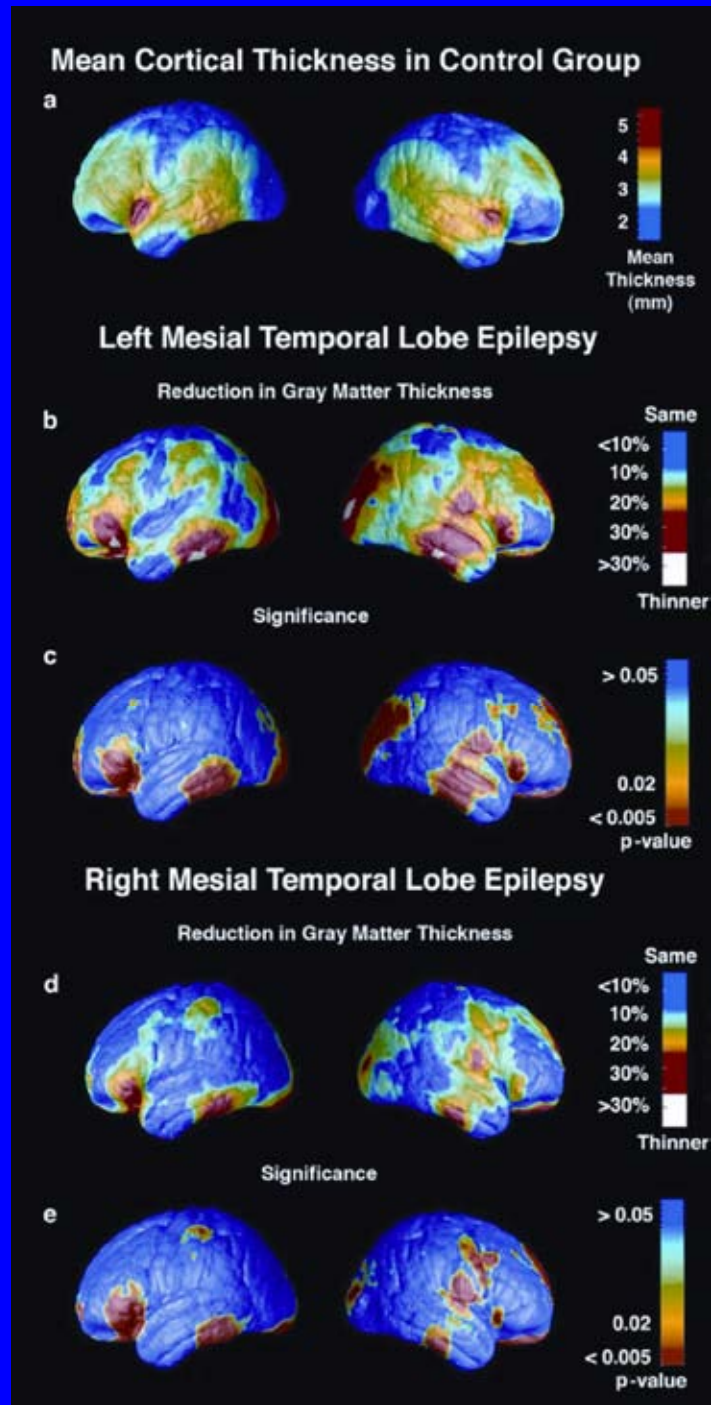 Mean Cortical Thickness in Control Group
a
5
4
3
2
Mean
Thickness
(mm)
Left Mesial Temporal Lobe Epilepsy
Reduction in Gray Matter Thickness
b
Same
<10%
10%
20%
30%
>30%
Thinner
Significance
c
> 0.05
0.02
< 0.005
p-value
Right Mesial Temporal Lobe Epilepsy
Reduction in Gray Matter Thickness
d
Same
<10%
10%
20%
30%
>30%
Thinner
Significance
e
> 0.05
0.02
< 0.005
p-value